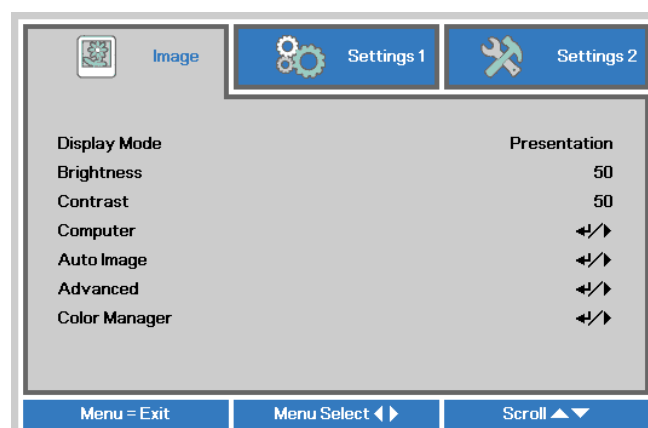 Image Settings 1 Settings 2
Display Mode Presentation
Brightness 50
Contrast 50
Computer ↵/▶
Auto Image ↵/▶
Advanced ↵/▶
Color Manager ↵/▶
Menu = Exit Menu Select ◀▶ Scroll ▲▼